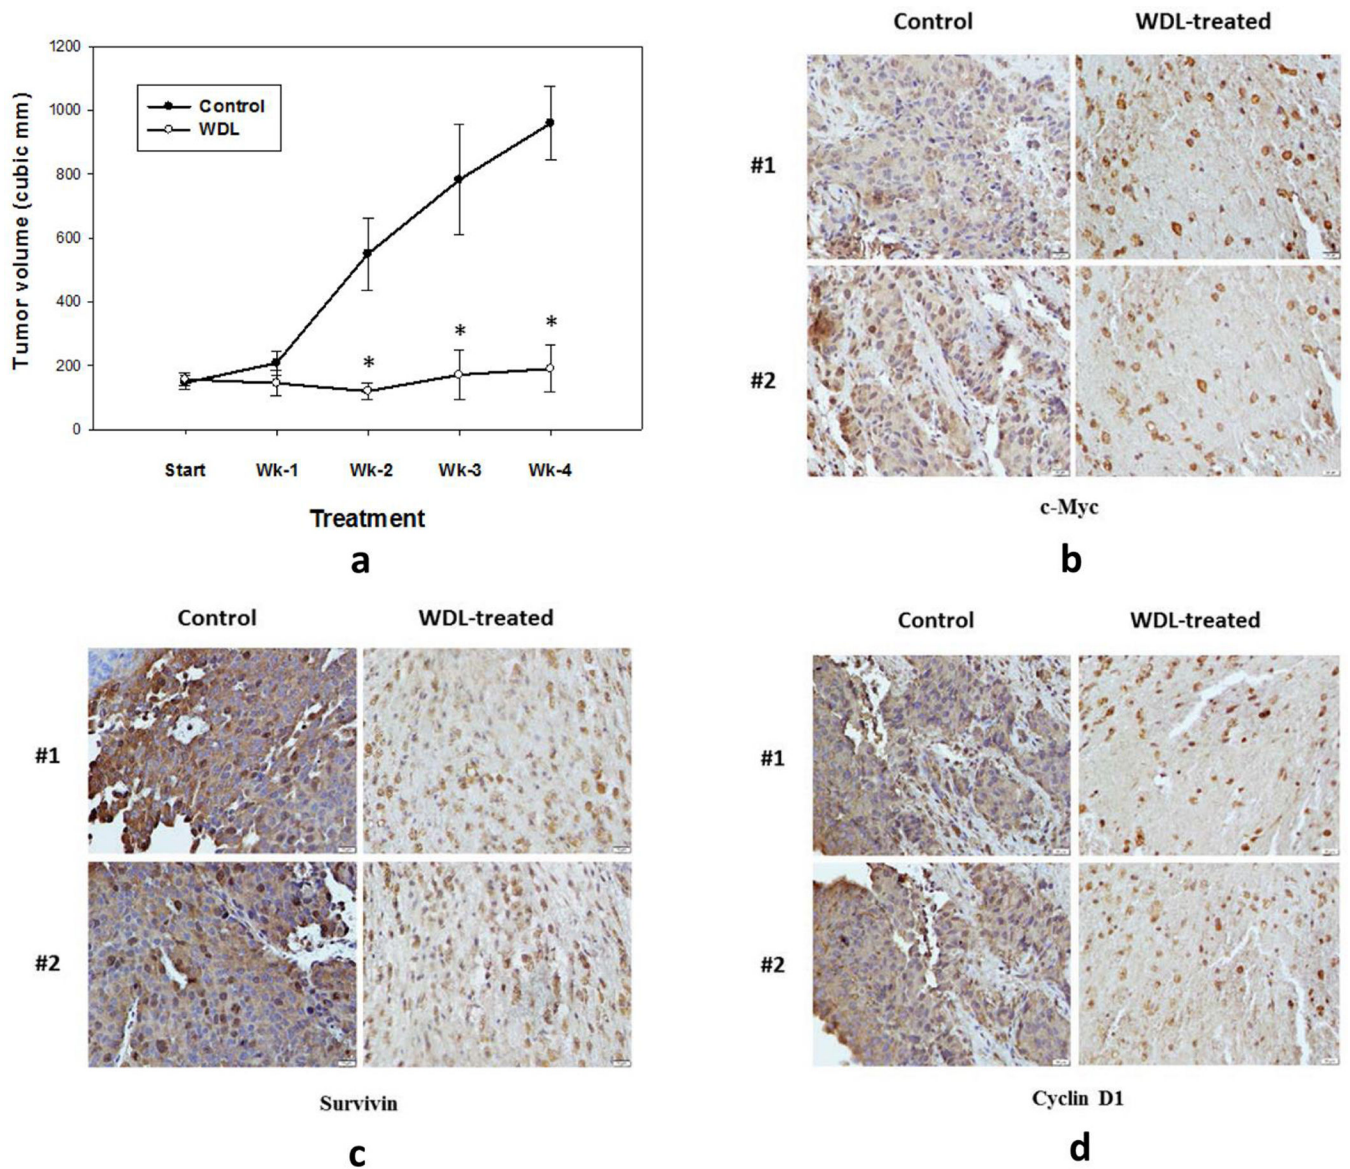 1200
1000
800
600
400
200
0
Tumor volume (cubic mm)
Control
WDL
*
*
*
Start Wk-1 Wk-2 Wk-3 Wk-4
Treatment
a
Control WDL-treated
#1
#2
c-Myc
b
Control WDL-treated
#1
#2
Survivin
c
Control WDL-treated
#1
#2
Cyclin D1
d